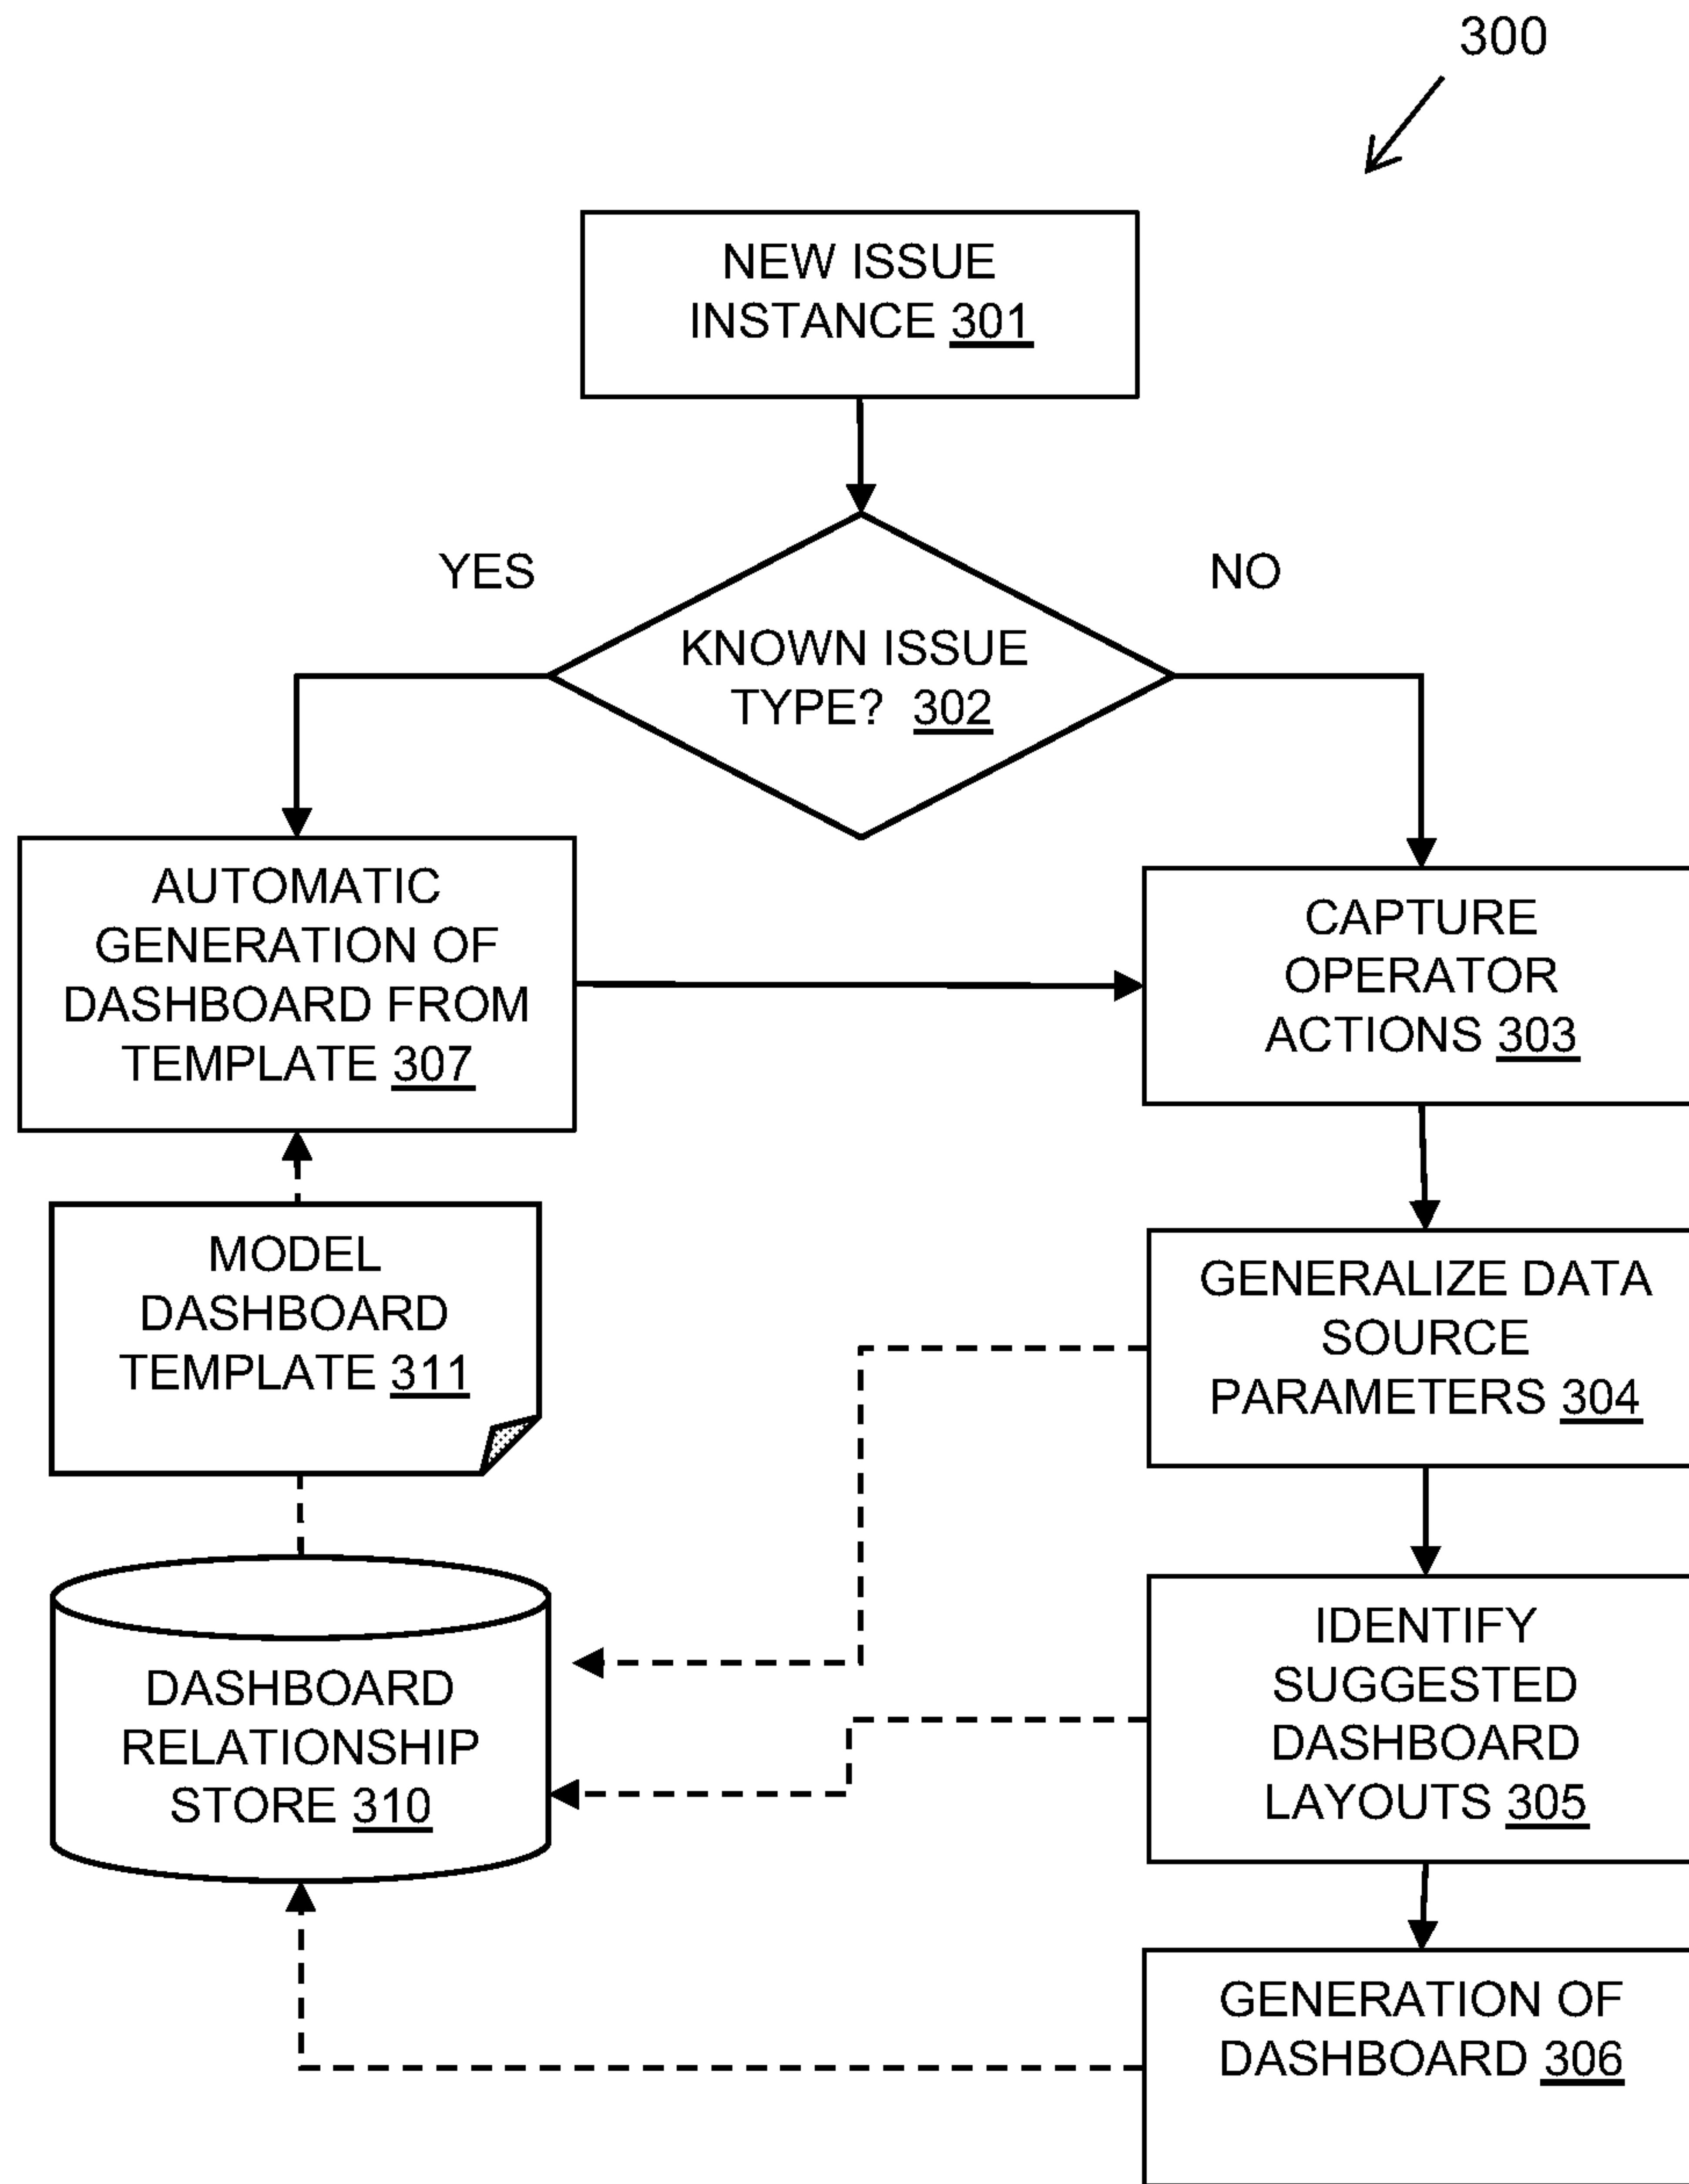 300
NEW ISSUE
INSTANCE 301
YES
NO
KNOWN ISSUE
TYPE? 302
AUTOMATIC
GENERATION OF
DASHBOARD FROM
TEMPLATE 307
CAPTURE
OPERATOR
ACTIONS 303
MODEL
DASHBOARD
TEMPLATE 311
GENERALIZE DATA
SOURCE
PARAMETERS 304
DASHBOARD
RELATIONSHIP
STORE 310
IDENTIFY
SUGGESTED
DASHBOARD
LAYOUTS 305
GENERATION OF
DASHBOARD 306